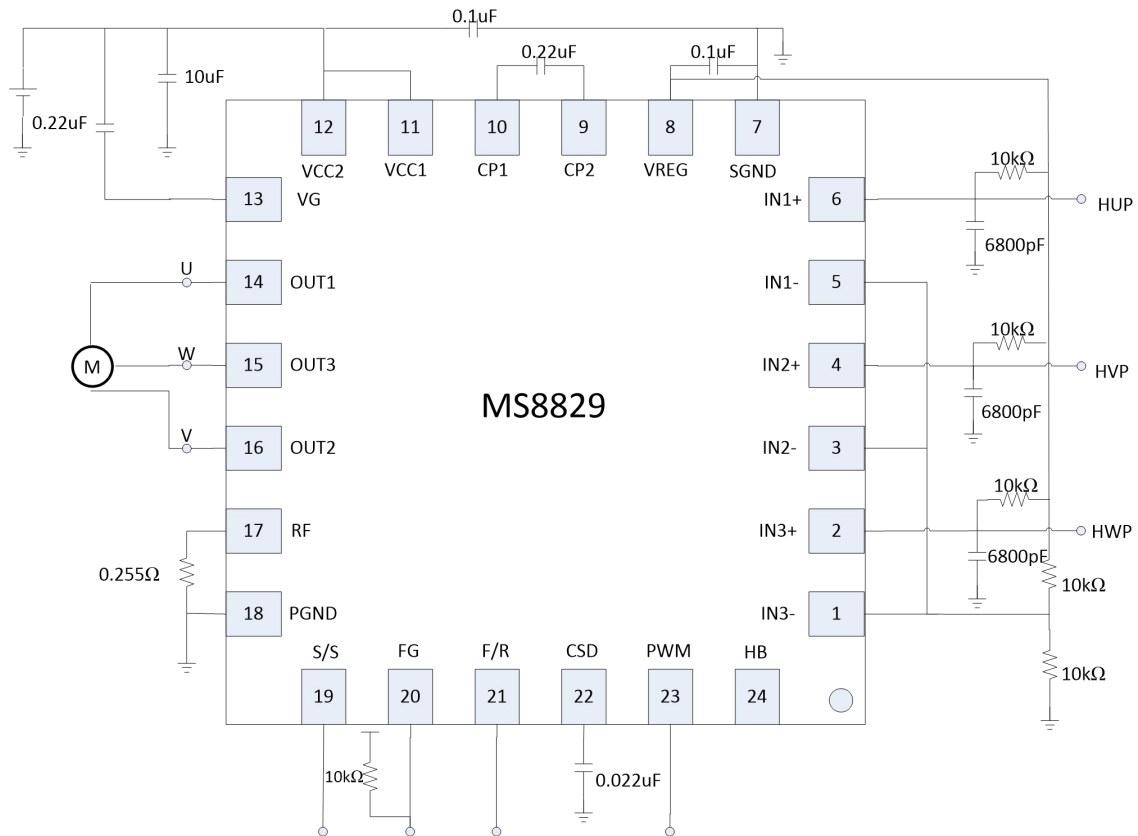 0.1uF
0.22uF
0.1uF
10uF
0.22uF
12
11
10
9
8
7
VCC2
VCC1
CP1
CP2
VREG
SGND
10kΩ
13
VG
IN1+
6
HUP
6800pF
U
14
OUT1
IN1-
5
10kΩ
M
W
15
OUT3
IN2+
4
HVP
6800pF
MS8829
V
16
OUT2
IN2-
3
10kΩ
17
RF
IN3+
2
HWP
6800pF
0.255Ω
10kΩ
18
PGND
IN3-
1
S/S
FG
F/R
CSD
PWM
HB
10kΩ
19
20
21
22
23
24
10kΩ
0.022uF